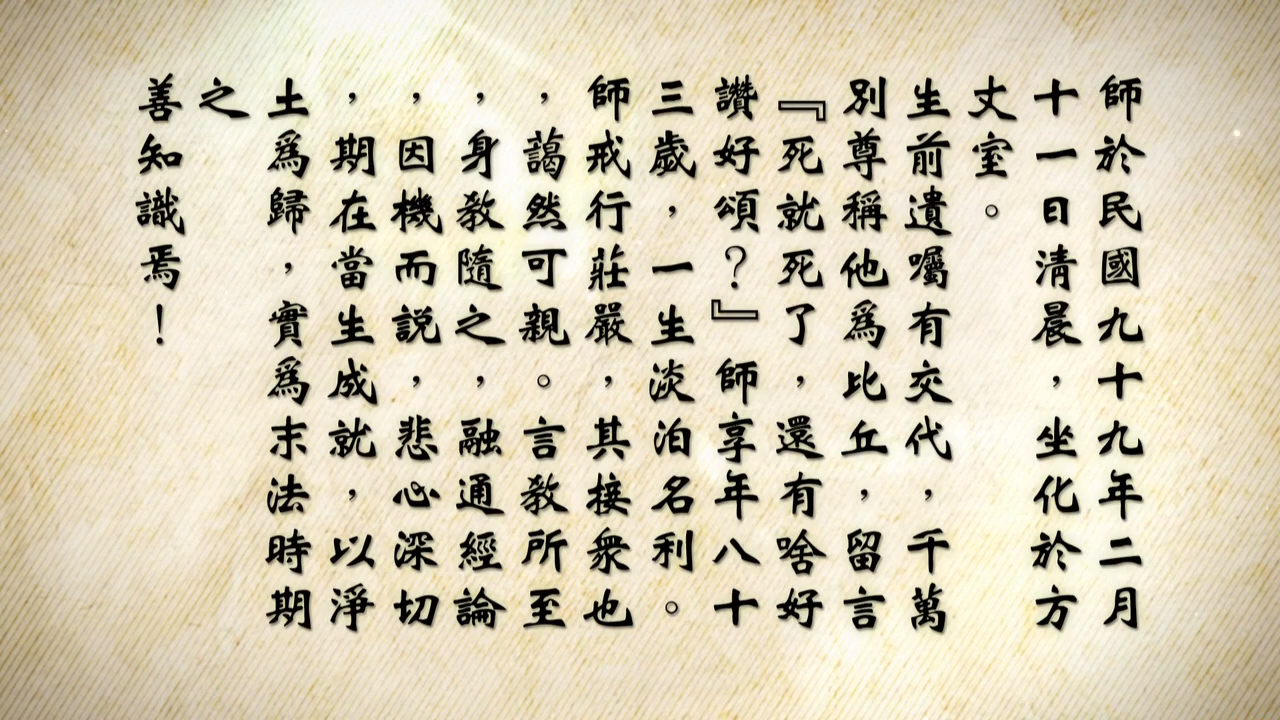 師於民國九十九年二月
十一日清晨，坐化於方
丈室。
生前遺囑有交代，千萬
別尊稱他為比丘，留言
『死就死了，還有啥好
讚好頌？』師享年八十
三歲，一生淡泊名利。
師戒行莊嚴，其接衆也
，藹然可親。言教所至
，身教隨之，融通經論
，因機而説，悲心深切
，期在當生成就，以淨
土為歸，實為末法時期
之
善知識焉！